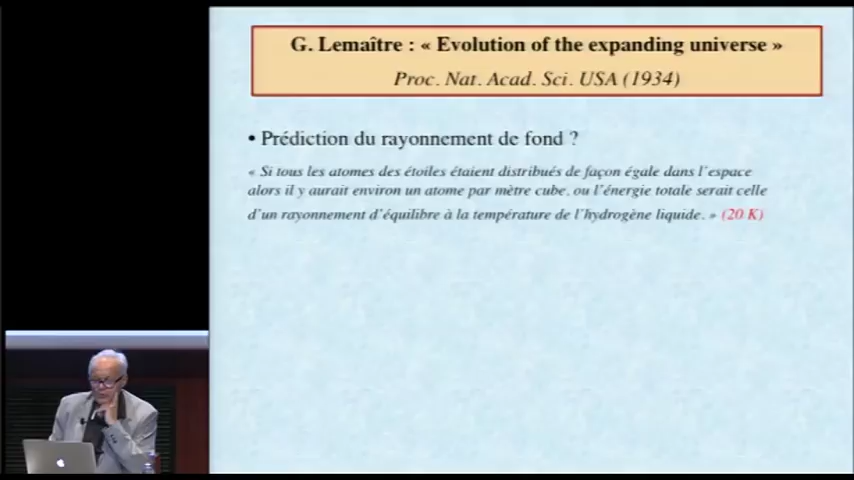 G. Lemaître : « Evolution of the expanding universe »
Proc. Nat. Acad. Sci. USA (1934)
• Prédiction du rayonnement de fond ?
« Si tous les atomes des étoiles étaient distribués de façon égale dans l'espace
alors il y aurait environ un atome par mètre cube, ou l'énergie totale serait celle
d'un rayonnement d'équilibre à la température de l'hydrogène liquide. » (20 K)